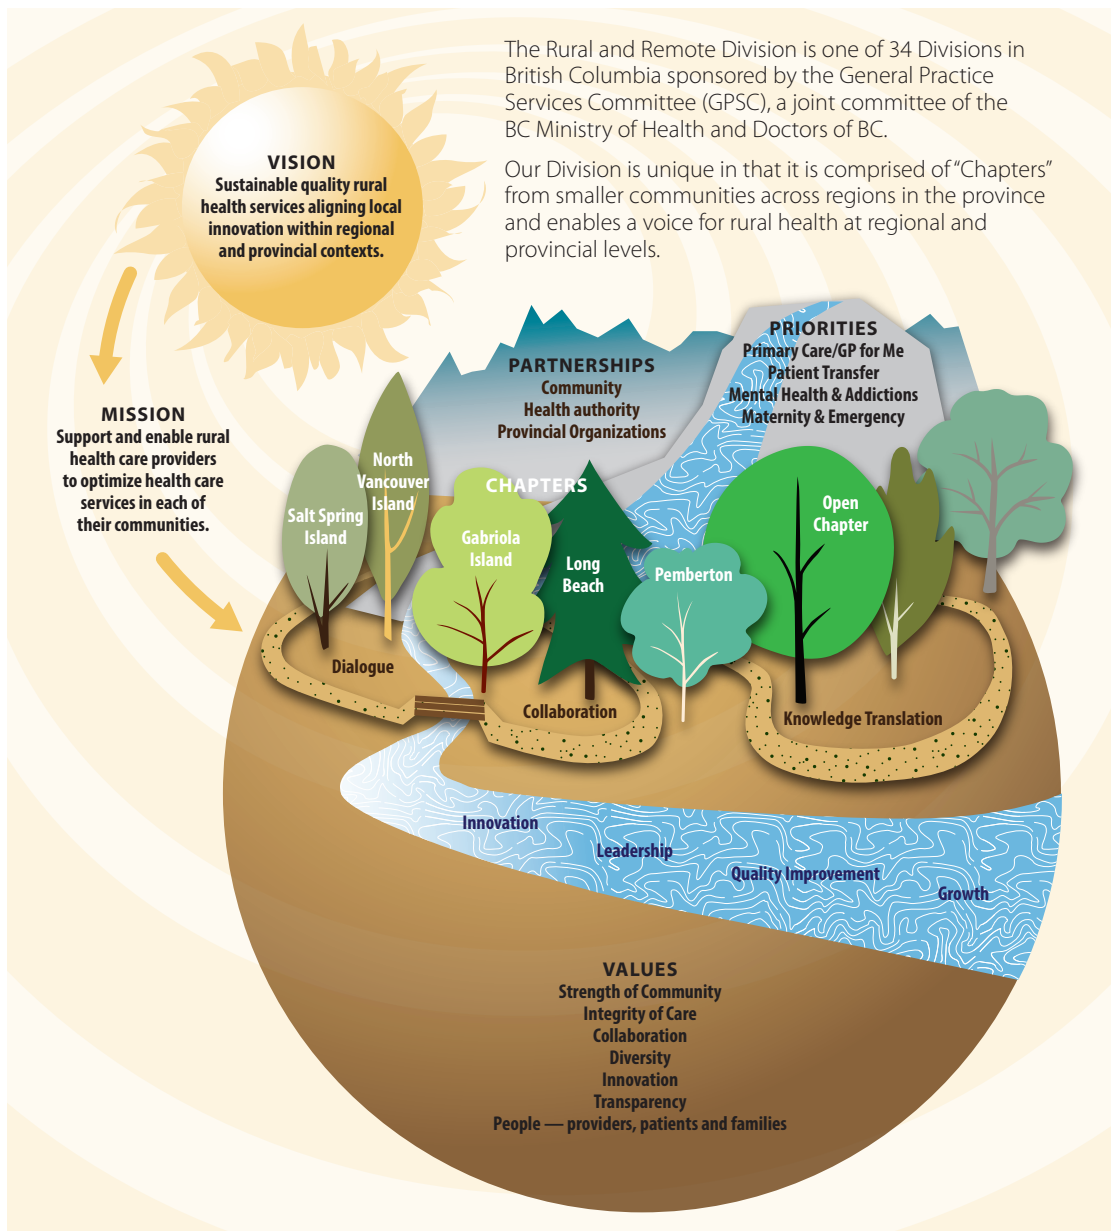 The Rural and Remote Division is one of 34 Divisions in
British Columbia sponsored by the General Practice
Services Committee (GPSC), a joint committee of the
BC Ministry of Health and Doctors of BC.
Our Division is unique in that it is comprised of “Chapters”
from smaller communities across regions in the province
and enables a voice for rural health at regional and
provincial levels.
VISION
Sustainable quality rural
health services aligning local
innovation within regional
and provincial contexts.
MISSION
Support and enable rural
health care providers
to optimize health care
services in each of
their communities.
PARTNERSHIPS
Community
Health authority
Provincial Organizations
PRIORITIES
Primary Care/GP for Me
Patient Transfer
Mental Health & Addictions
Maternity & Emergency
CHAPTERS
Salt Spring
Island
North
Vancouver
Island
Gabriola
Island
Long
Beach
Pemberton
Open
Chapter
Dialogue
Collaboration
Knowledge Translation
Innovation
Leadership
Quality Improvement
Growth
VALUES
Strength of Community
Integrity of Care
Collaboration
Diversity
Innovation
Transparency
People — providers, patients and families